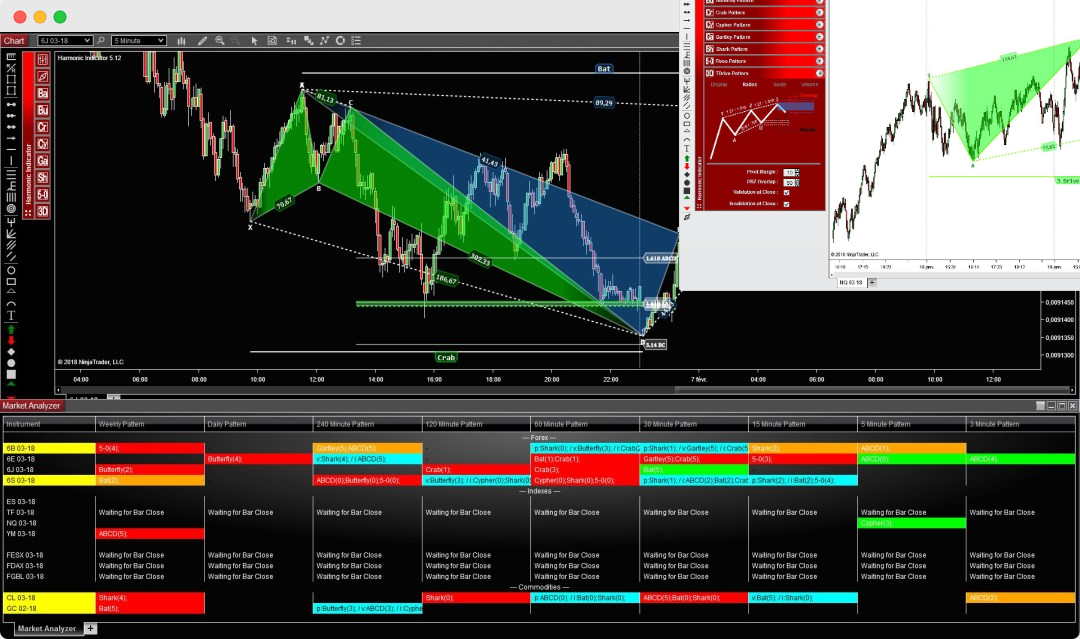 Chart
6J 03-18
5 Minute
Harmonic Indicator 5.12
Harmonic Indicator
Ba
Bu
Cr
Cy
Ga
Sh
5-0
3D
Bat
89,29
X
81,13
C
41,43
B
70,67
X
302,33
186,67
1.618 ABCD
3.14 BC
Crab
© 2018 NinjaTrader, LLC
04:00 06:00 08:00 10:00 12:00 14:00 16:00 18:00 20:00 22:00 7 févr. 04:00 06:00 08:00 10:00 12:00
0,0091450
0,0091400
0,0091350
0,0091300
Crab Pattern
Cypher Pattern
Gartley Pattern
Shark Pattern
Fiveo Pattern
3Drive Pattern
Display Ratios Guide Volume
Pivot Margin : 15
PRZ Overlap : 50
Validation at Close :
Invalidation at Close :
Harmonic Indicator
A
3 Drive
© 2018 NinjaTrader, LLC
NQ 03-18
Market Analyzer
Instrument Weekly Pattern Daily Pattern 240 Minute Pattern 120 Minute Pattern 60 Minute Pattern 30 Minute Pattern 15 Minute Pattern 5 Minute Pattern 3 Minute Pattern
--- Forex ---
6B 03-18 5-0(4); Gartley(5);ABCD(5); p:Shark(0); / v:Butterfly(3); / i:Crab( p:Shark(1); / v:Gartley(5); / i:Crab(5 Shark(2); ABCD(1);
6E 03-18 Butterfly(4); v:Shark(4); / i:ABCD(5); Bat(1);Crab(1); Gartley(5);Crab(5); 5-0(3); ABCD(5); ABCD(4);
6J 03-18 Butterfly(2); Crab(1); Crab(3); Bat(5);
6S 03-18 Bat(2); ABCD(0);Butterfly(0);5-0(0); v:Butterfly(3); / i:Cypher(0);Shark(0 Cypher(0);Shark(0);5-0(0); p:Shark(1); / i:ABCD(2);Bat(2);Crab p:Shark(2); / i:Bat(2);5-0(4);
--- Indexes ---
ES 03-18
TF 03-18 Waiting for Bar Close Waiting for Bar Close Waiting for Bar Close Waiting for Bar Close Waiting for Bar Close Waiting for Bar Close Waiting for Bar Close Waiting for Bar Close Waiting for Bar Close
NQ 03-18 Cypher(3);
YM 03-18 ABCD(5);
FESX 03-18 Waiting for Bar Close Waiting for Bar Close Waiting for Bar Close Waiting for Bar Close Waiting for Bar Close Waiting for Bar Close Waiting for Bar Close Waiting for Bar Close Waiting for Bar Close
FDAX 03-18 Waiting for Bar Close Waiting for Bar Close Waiting for Bar Close Waiting for Bar Close Waiting for Bar Close Waiting for Bar Close Waiting for Bar Close Waiting for Bar Close Waiting for Bar Close
FGBL 03-18 Waiting for Bar Close Waiting for Bar Close Waiting for Bar Close Waiting for Bar Close Waiting for Bar Close Waiting for Bar Close Waiting for Bar Close Waiting for Bar Close Waiting for Bar Close
--- Commodities ---
CL 03-18 Shark(4); Shark(0); p:ABCD(0); / i:Bat(0);Shark(0); ABCD(5);Bat(0);Shark(0); v:Bat(5); / i:Shark(0); ABCD(2);
GC 02-18 Bat(5); p:Butterfly(3); / v:ABCD(3); / i:Cyphe
Market Analyzer